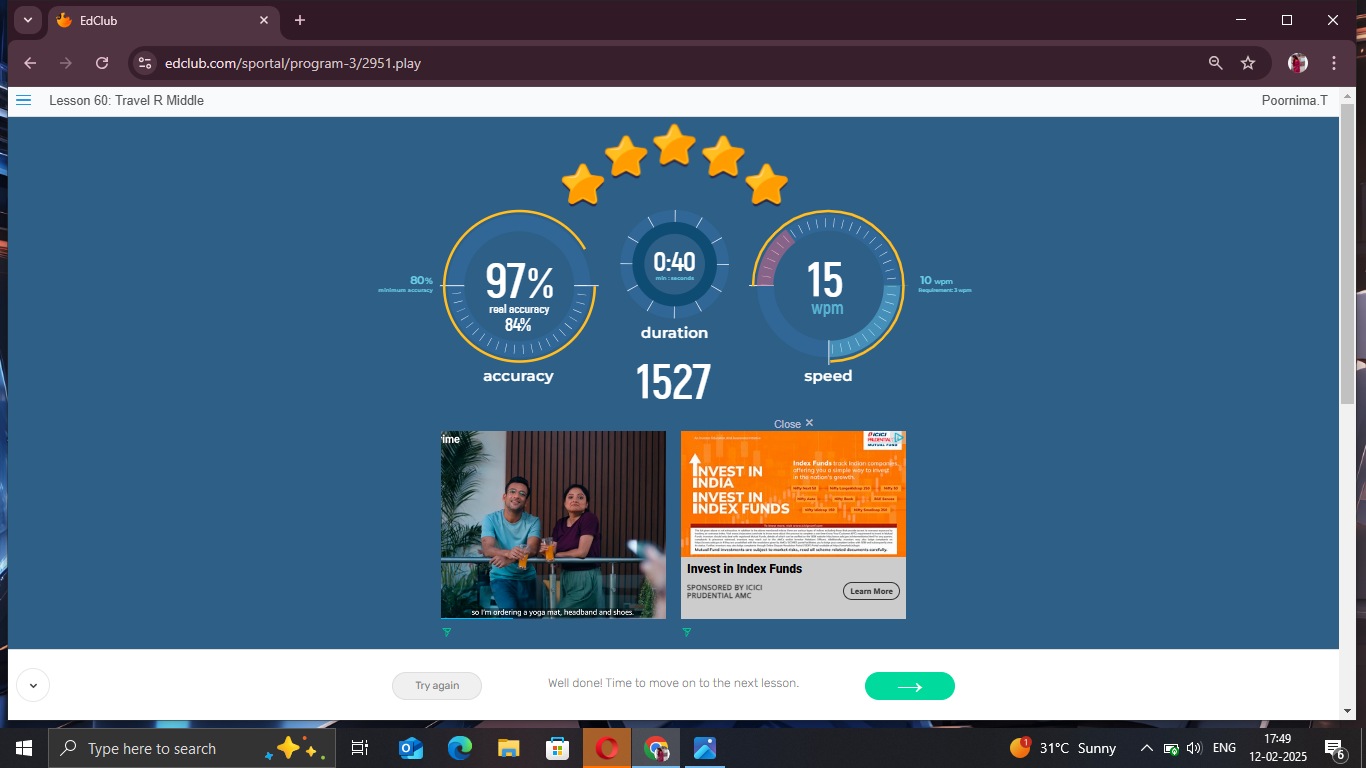 EdClub
edclub.com/sportal/program-3/2951.play
Lesson 60: Travel R Middle
Poornima.T
97%
real accuracy
84%
80%
minimum accuracy
accuracy
0:40
min : seconds
duration
1527
15
wpm
10 wpm
Requirement: 3 wpm
speed
Close
ime
so I'm ordering a yoga mat, headband and shoes.
ICICI
PRUDENTIAL
MUTUAL FUND
INVEST IN
INDIA
INVEST IN
INDEX FUNDS
Index Funds track Indian companies,
offering you a simple way to invest
in the nation's growth.
Mutual Fund investments are subject to market risks, read all scheme related documents carefully.
Invest in Index Funds
SPONSORED BY ICICI
PRUDENTIAL AMC
Learn More
Try again
Well done! Time to move on to the next lesson.
Type here to search
1
31°C Sunny
ENG
17:49
12-02-2025
6